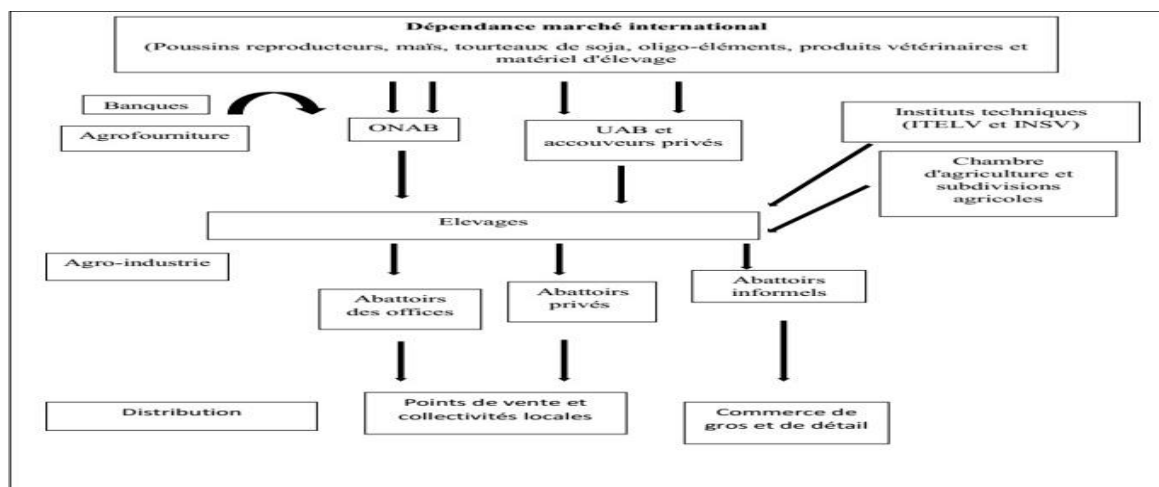 Dépendance marché international
(Poussins reproducteurs, maïs, tourteaux de soja, oligo-éléments, produits vétérinaires et
matériel d'élevage
Banques
Agrofourniture
ONAB
UAB et
accouveurs privés
Instituts techniques
(ITELV et INSV)
Chambre
d'agriculture et
subdivisions
agricoles
Elevages
Agro-industrie
Abattoirs
des offices
Abattoirs
privés
Abattoirs
informels
Distribution
Points de vente et
collectivités locales
Commerce de
gros et de détail